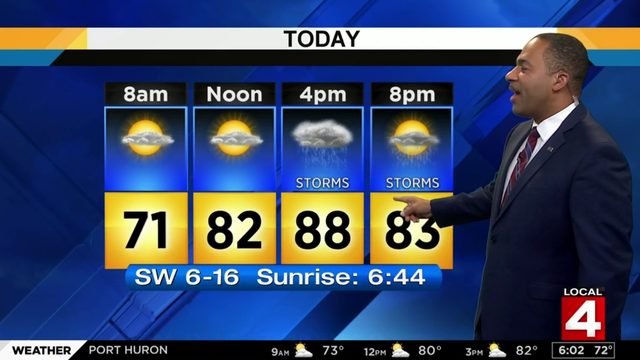 TODAY
8am Noon 4pm 8pm
STORMS STORMS
71 82 88 83
SW 6-16 Sunrise: 6:44
LOCAL
4
WEATHER PORT HURON 9AM 73° 12PM 80° 3PM 82° 6:02 72°